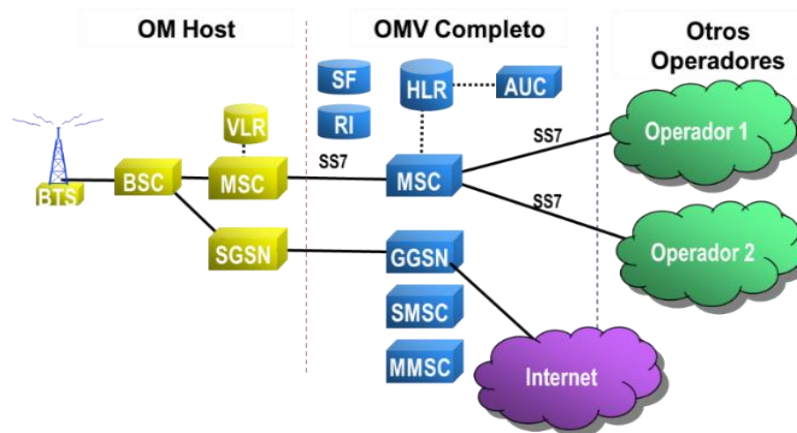 OM Host
OMV Completo
Otros
Operadores
SF
HLR
AUC
VLR
RI
Operador 1
SS7
SS7
BTS
BSC
MSC
MSC
SS7
SGSN
GGSN
Operador 2
SMSC
Internet
MMSC